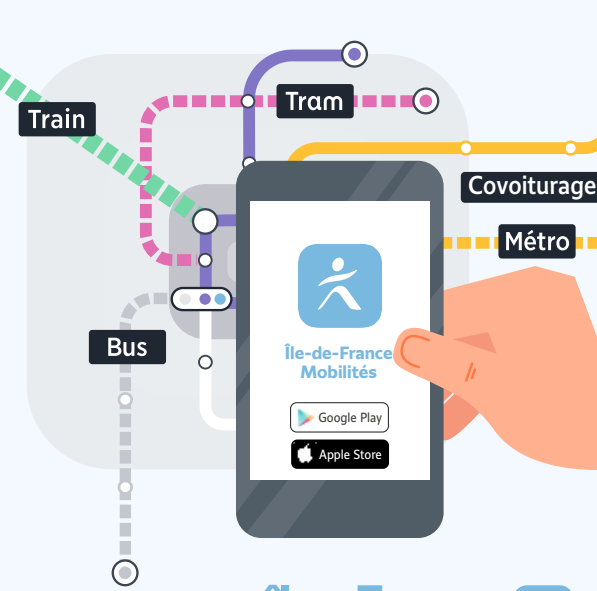 Train
Tram
Covoiturage
Métro
Bus
Île-de-France
Mobilités
Google Play
Apple Store